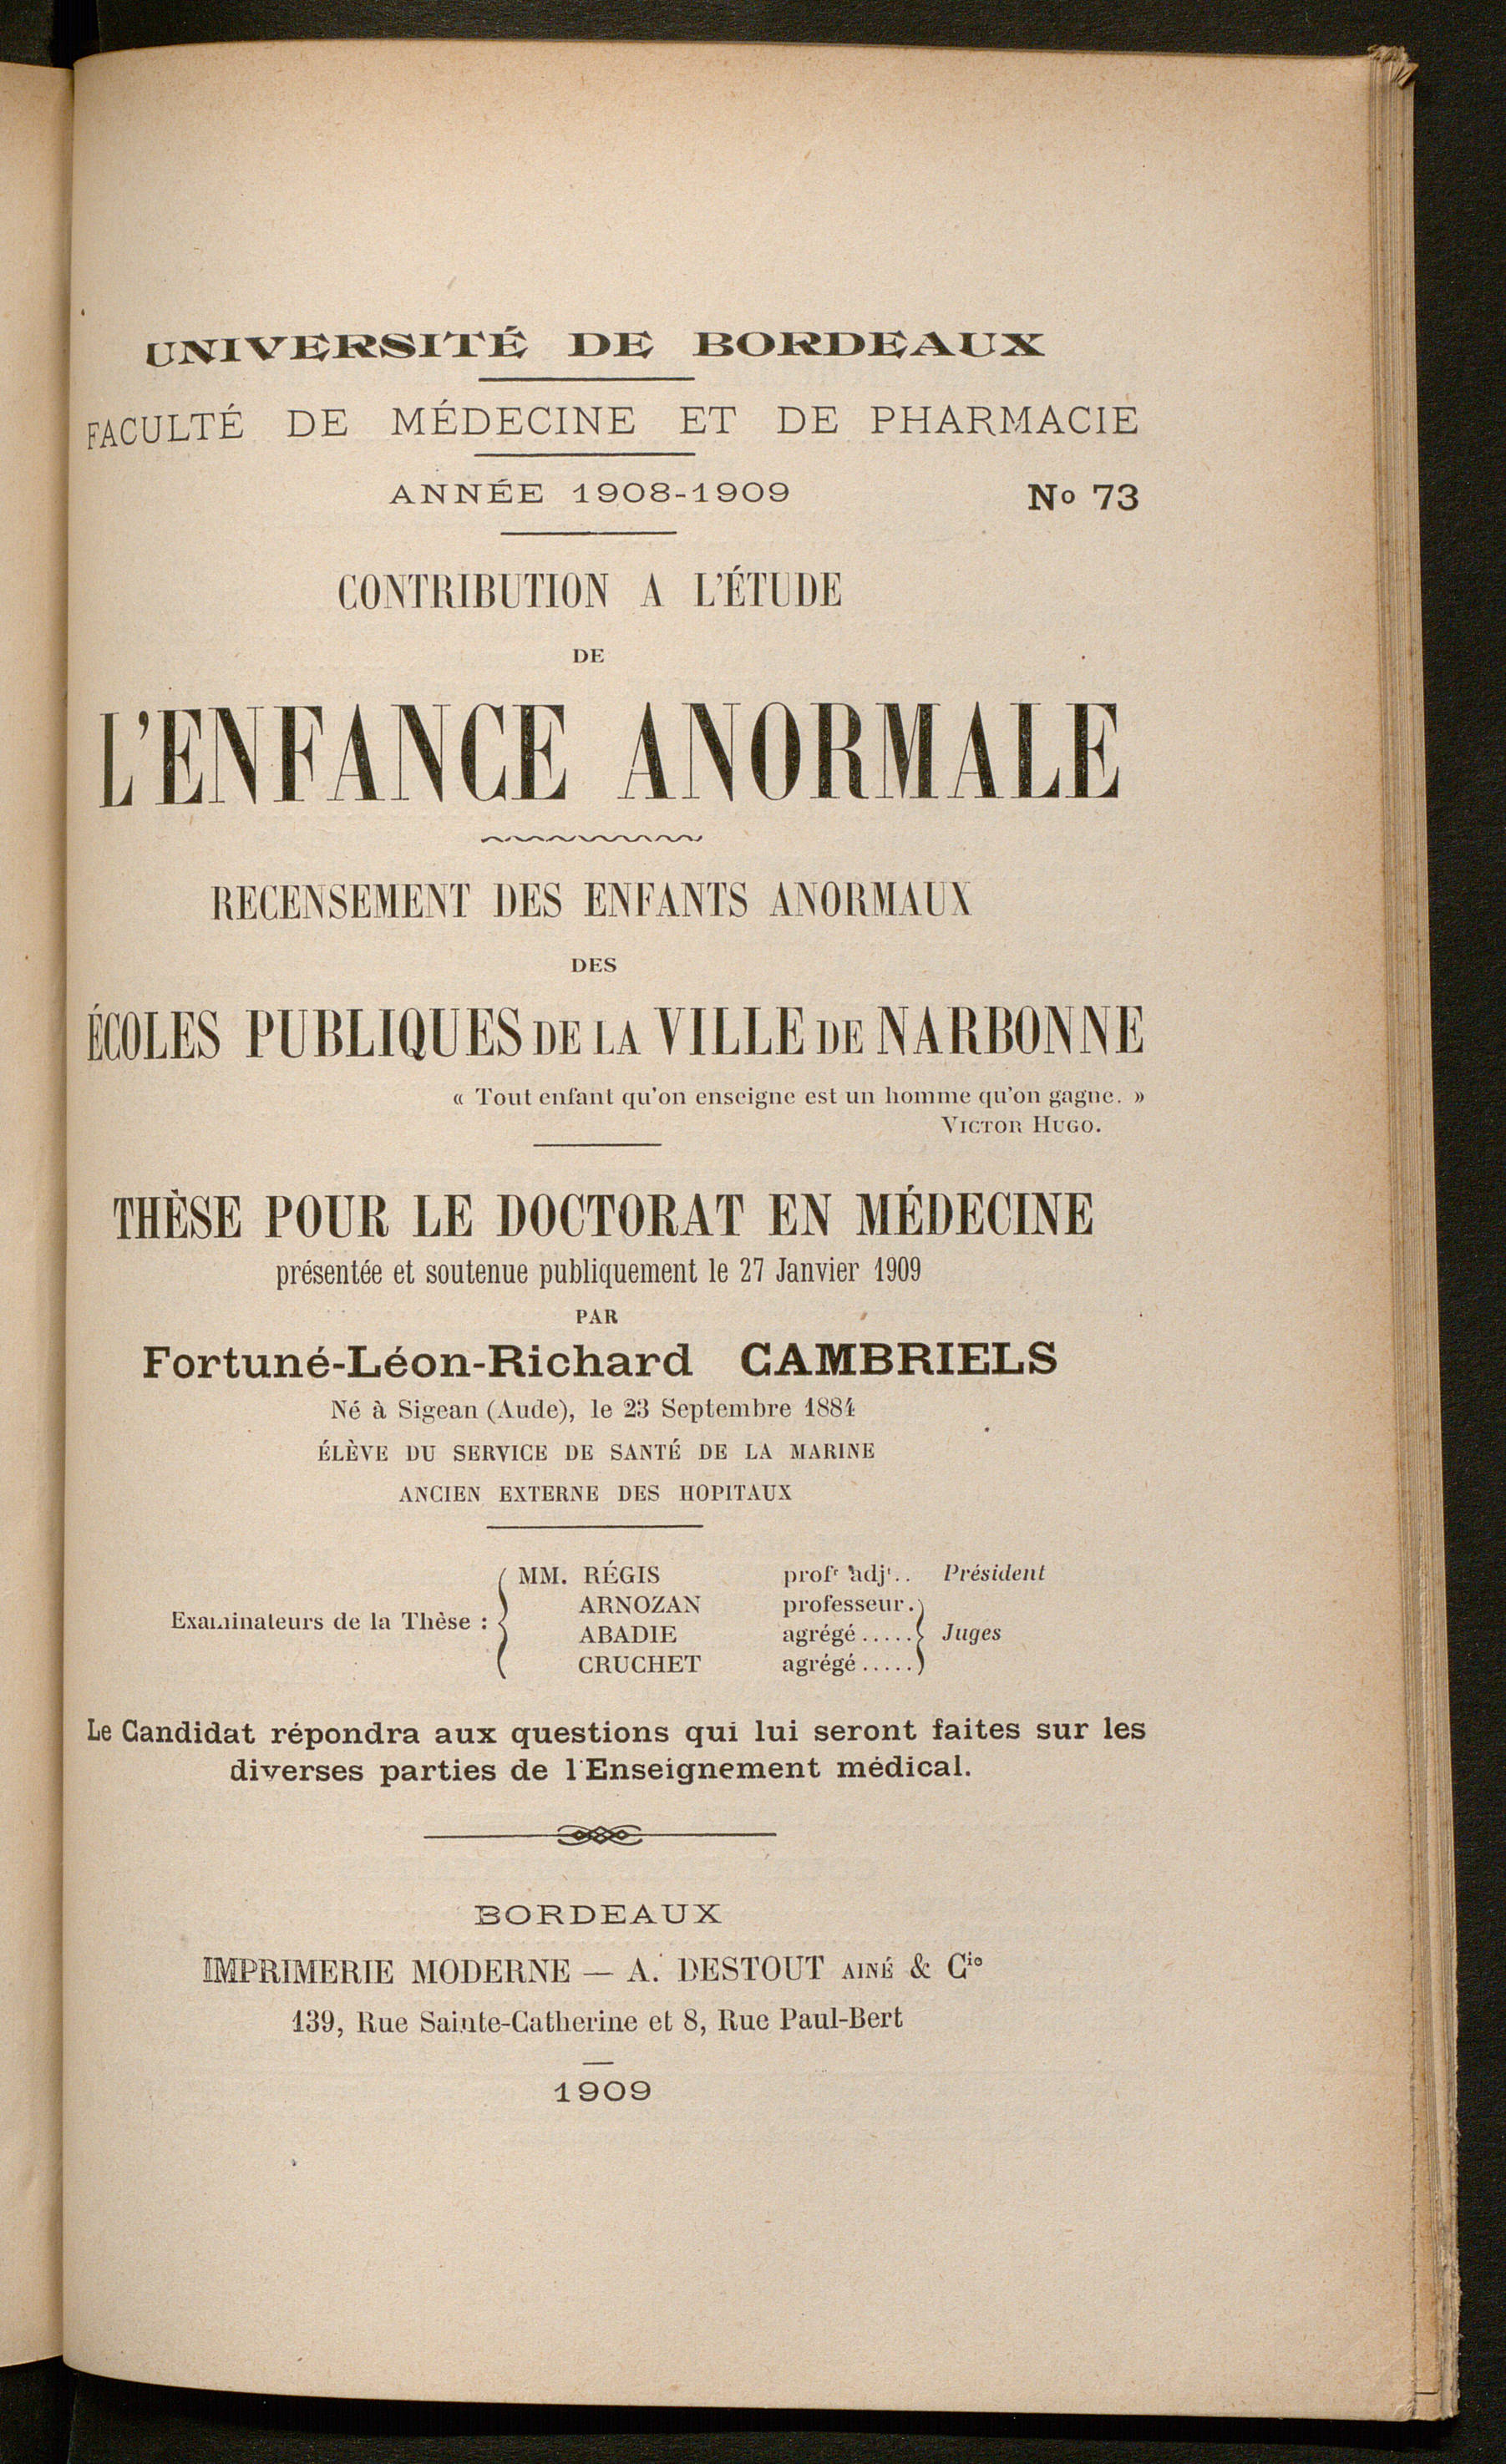 UNIVERSITÉ DE BORDEAUX
FACULTÉ DE MÉDECINE ET DE PHARMACIE
ANNÉE 1908-1909 No 73
CONTRIBUTION A L'ÉTUDE
DE
L'ENFANCE ANORMALE
RECENSEMENT DES ENFANTS ANORMAUX
DES
ÉCOLES PUBLIQUES DE LA VILLE DE NARBONNE
« Tout enfant qu'on enseigne est un homme qu'on gagne. »
VICTOR HUGO.
THÈSE POUR LE DOCTORAT EN MÉDECINE
présentée et soutenue publiquement le 27 Janvier 1909
PAR
Fortuné-Léon-Richard CAMBRIELS
Né à Sigean (Aude), le 23 Septembre 1884
ÉLÈVE DU SERVICE DE SANTÉ DE LA MARINE
ANCIEN EXTERNE DES HOPITAUX
MM. RÉGIS profr adjt.. Président
ARNOZAN professeur.
Examinateurs de la Thèse :
ABADIE agrégé ..... Juges
CRUCHET agrégé .....
Le Candidat répondra aux questions qui lui seront faites sur les
diverses parties de l'Enseignement médical.
BORDEAUX
IMPRIMERIE MODERNE — A. DESTOUT AINÉ & Cie
139, Rue Sainte-Catherine et 8, Rue Paul-Bert
1909